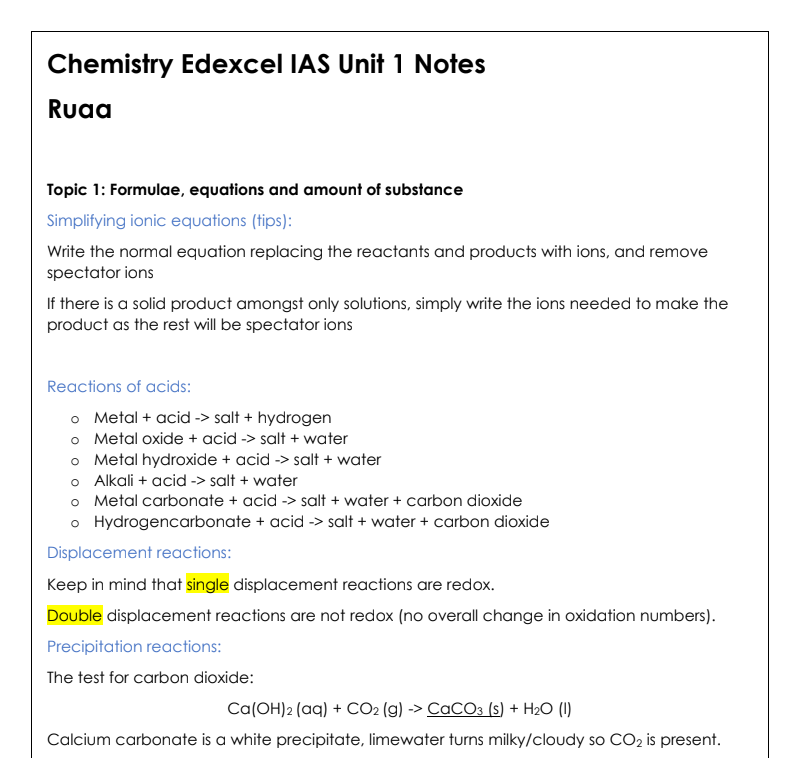 Chemistry Edexcel IAS Unit 1 Notes
Ruaa
Topic 1: Formulae, equations and amount of substance
Simplifying ionic equations (tips):
Write the normal equation replacing the reactants and products with ions, and remove
spectator ions
If there is a solid product amongst only solutions, simply write the ions needed to make the
product as the rest will be spectator ions
Reactions of acids:
o Metal + acid -> salt + hydrogen
o Metal oxide + acid -> salt + water
o Metal hydroxide + acid -> salt + water
o Alkali + acid -> salt + water
o Metal carbonate + acid -> salt + water + carbon dioxide
o Hydrogencarbonate + acid -> salt + water + carbon dioxide
Displacement reactions:
Keep in mind that single displacement reactions are redox.
Double displacement reactions are not redox (no overall change in oxidation numbers).
Precipitation reactions:
The test for carbon dioxide:
Ca(OH)₂ (aq) + CO₂ (g) -> CaCO₃ (s) + H₂O (l)
Calcium carbonate is a white precipitate, limewater turns milky/cloudy so CO₂ is present.